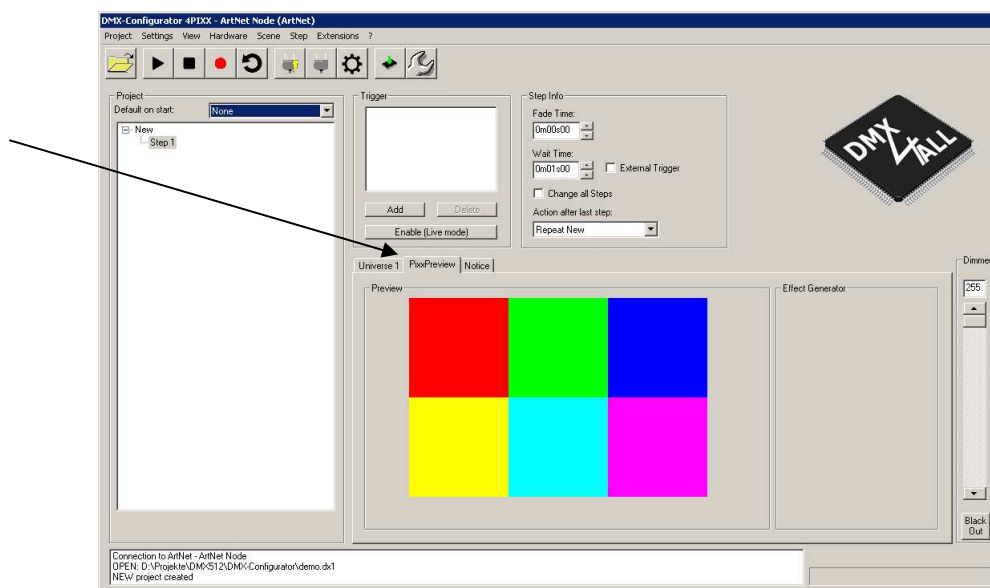 DMX-Configurator 4PIXX - ArtNet Node (ArtNet)
Project Settings View Hardware Scene Step Extensions ?
Project
Default on start: None
New
Step 1
Trigger
Add Delete
Enable (Live mode)
Step Info
Fade Time:
0m00s00
Wait Time:
0m01s00 External Trigger
Change all Steps
Action after last step:
Repeat New
DMX
4ALL
Universe 1 PixxPreview Notice
Preview
Effect Generator
Dimmer
255
Black
Out
Connection to ArtNet - ArtNet Node
OPEN: D:\Projekte\DMX512\DMX-Configurator\demo.dx1
NEW project created